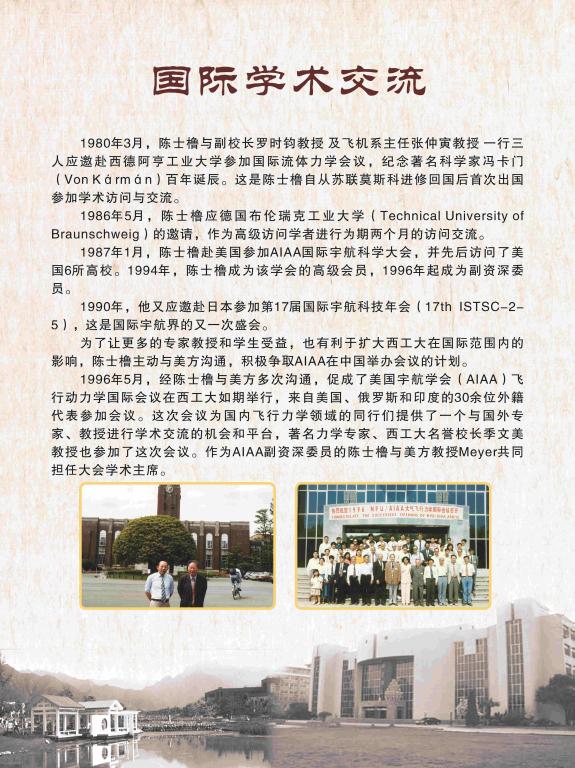 国际学术交流
1980年3月，陈士橹与副校长罗时钧教授 及飞机系主任张仲寅教授 一行三
人应邀赴西德阿亨工业大学参加国际流体力学会议，纪念著名科学家冯卡门
（Von Kármán）百年诞辰。这是陈士橹自从苏联莫斯科进修回国后首次出国
参加学术访问与交流。
1986年5月，陈士橹应德国布伦瑞克工业大学（Technical University of
Braunschweig）的邀请，作为高级访问学者进行为期两个月的访问交流。
1987年1月，陈士橹赴美国参加AIAA国际宇航科学大会，并先后访问了美
国6所高校。1994年，陈士橹成为该学会的高级会员，1996年起成为副资深委
员。
1990年，他又应邀赴日本参加第17届国际宇航科技年会（17th ISTSC-2-
5），这是国际宇航界的又一次盛会。
为了让更多的专家教授和学生受益，也有利于扩大西工大在国际范围内的
影响，陈士橹主动与美方沟通，积极争取AIAA在中国举办会议的计划。
1996年5月，经陈士橹与美方多次沟通，促成了美国宇航学会（AIAA）飞
行动力学国际会议在西工大如期举行，来自美国、俄罗斯和印度的30余位外籍
代表参加会议。这次会议为国内飞行力学领域的同行们提供了一个与国外专
家、教授进行学术交流的机会和平台，著名力学专家、西工大名誉校长季文美
教授也参加了这次会议。作为AIAA副资深委员的陈士橹与美方教授Meyer共同
担任大会学术主席。